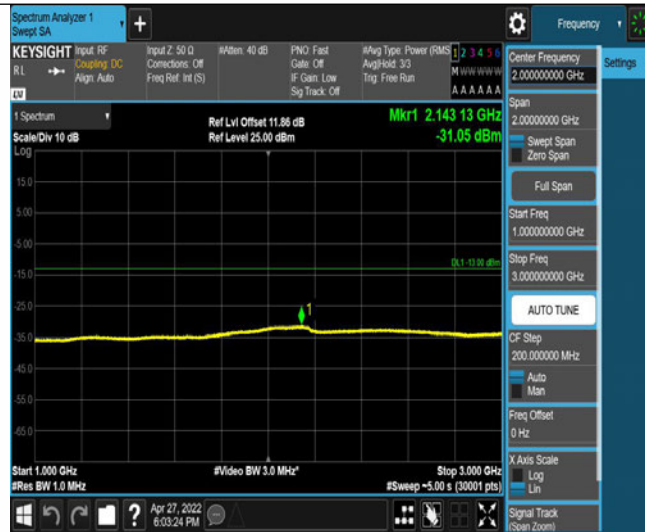 Spectrum Analyzer 1
Swept SA
Frequency
KEYSIGHT
RL
Input: RF
Coupling: DC
Align: Auto
Input Z: 50 Ω
Corrections: Off
Freq Ref: Int (S)
#Atten: 40 dB
PNO: Fast
Gate: Off
IF Gain: Low
Sig Track: Off
#Avg Type: Power (RMS
Avg|Hold: 3/3
Trig: Free Run
1 2 3 4 5 6
M W W W W W
A A A A A A
LXI
1 Spectrum
Scale/Div 10 dB
Log
Ref Lvl Offset 11.86 dB
Ref Level 25.00 dBm
Mkr1 2.143 13 GHz
-31.05 dBm
15.0
5.00
-5.00
DL1 -13.00 dBm
-15.0
1
-25.0
-35.0
-45.0
-55.0
-65.0
Start 1.000 GHz
#Res BW 1.0 MHz
#Video BW 3.0 MHz*
Stop 3.000 GHz
#Sweep ~5.00 s (30001 pts)
Apr 27, 2022
6:03:24 PM
?
Center Frequency
2.000000000 GHz
Settings
Span
2.00000000 GHz
Swept Span
Zero Span
Full Span
Start Freq
1.000000000 GHz
Stop Freq
3.000000000 GHz
AUTO TUNE
CF Step
200.000000 MHz
Auto
Man
Freq Offset
0 Hz
X Axis Scale
Log
Lin
Signal Track
(Span Zoom)